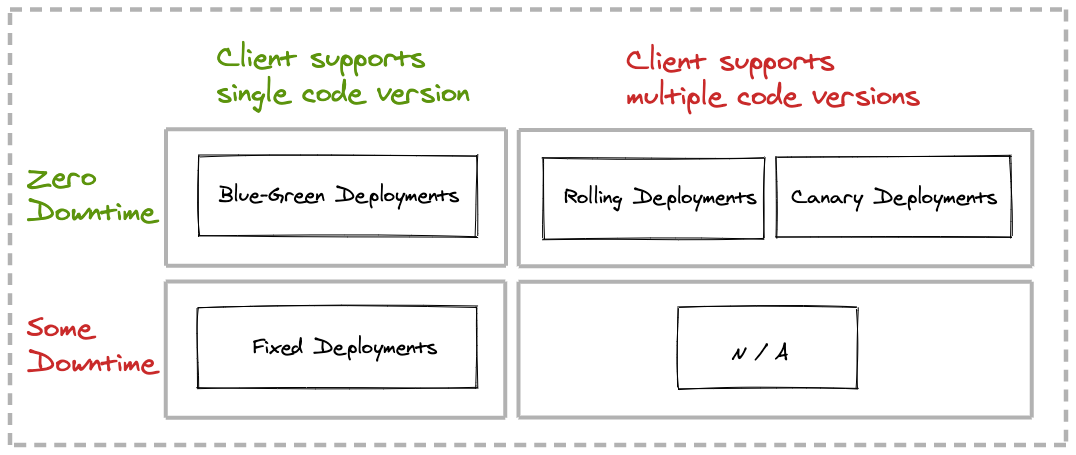 Client supports
single code version
Client supports
multiple code versions
Zero
Downtime
Blue-Green Deployments
Rolling Deployments
Canary Deployments
Some
Downtime
Fixed Deployments
N / A